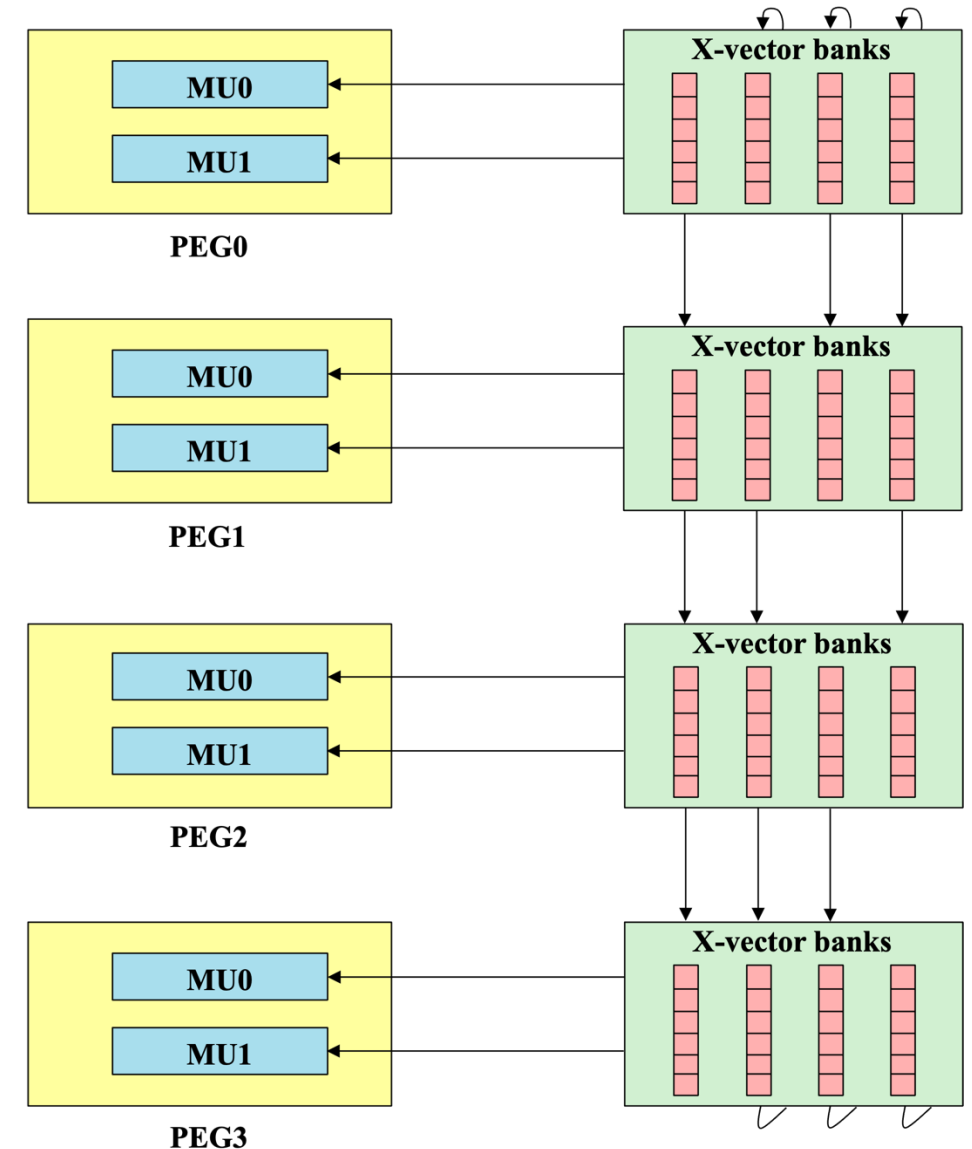 X-vector banks
MU0
MU1
PEG0
X-vector banks
MU0
MU1
PEG1
X-vector banks
MU0
MU1
PEG2
X-vector banks
MU0
MU1
PEG3